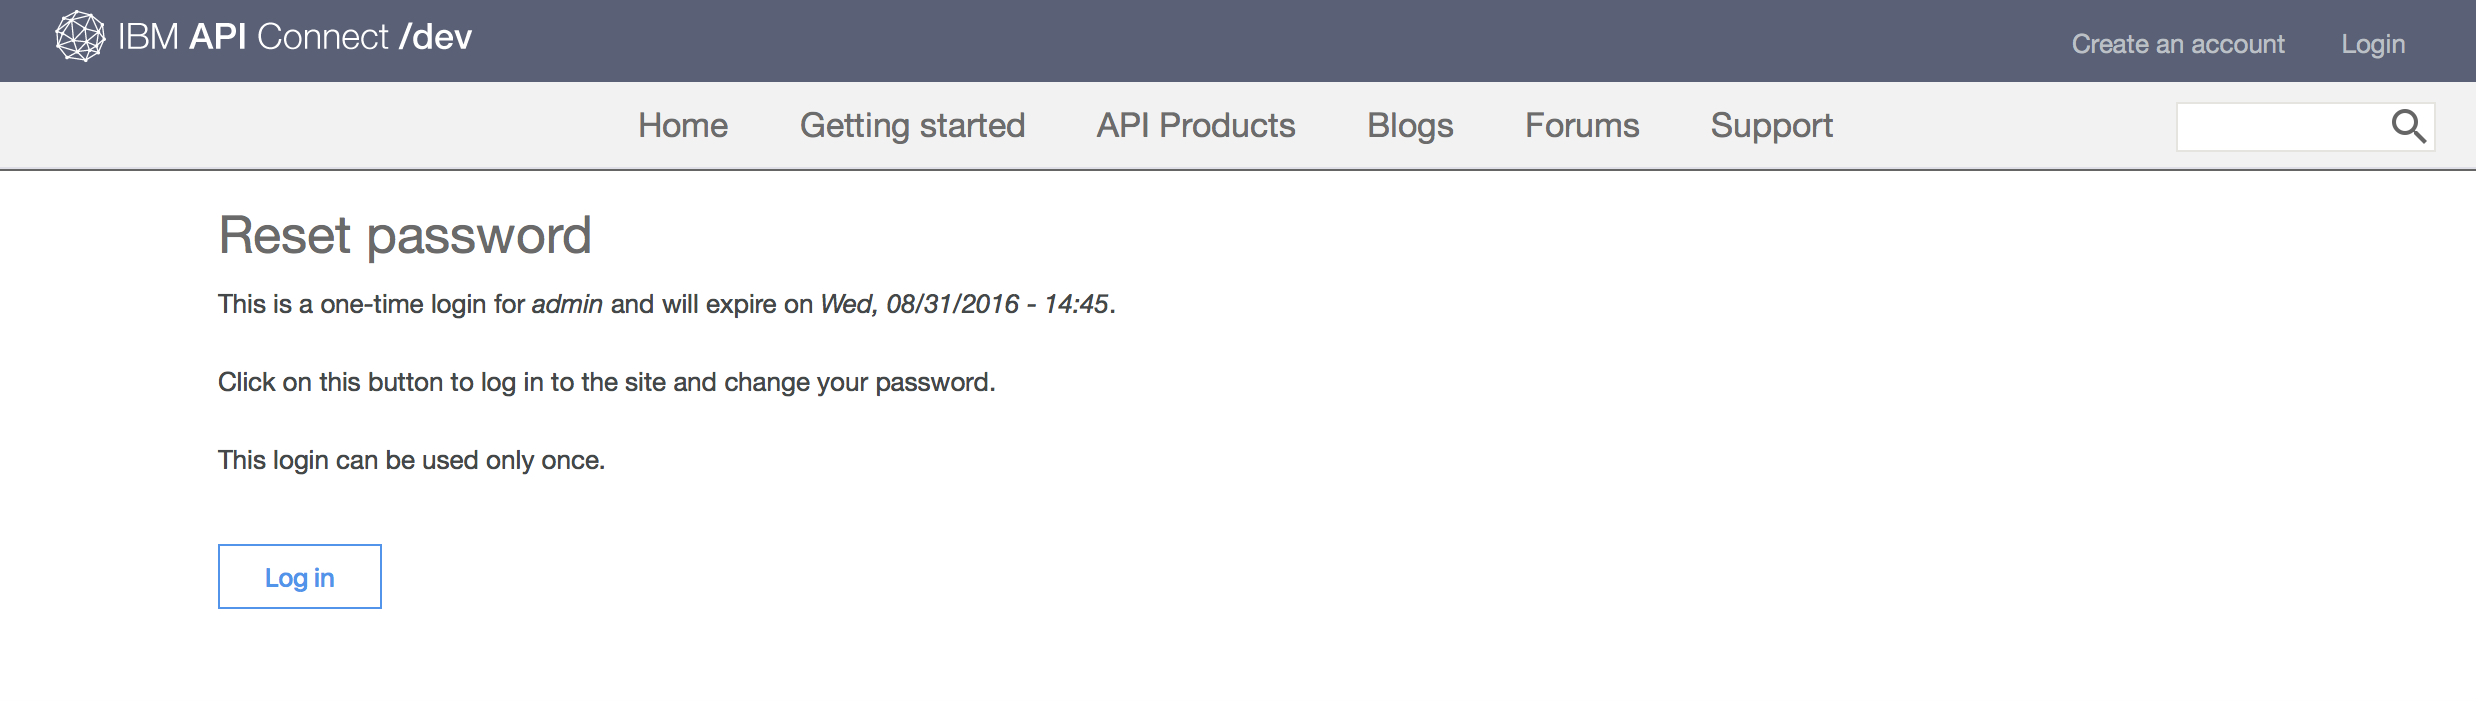 IBM API Connect /dev
Create an account
Login
Home
Getting started
API Products
Blogs
Forums
Support
Reset password
This is a one-time login for admin and will expire on Wed, 08/31/2016 - 14:45.
Click on this button to log in to the site and change your password.
This login can be used only once.
Log in